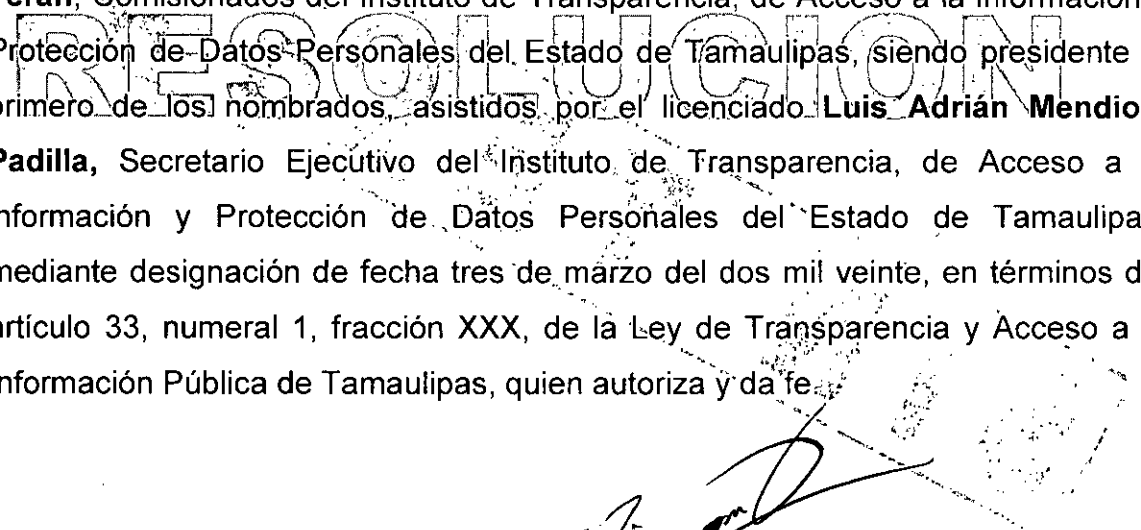 Comisionados del Instituto de Transparencia, de Acceso a la Información
Protección de Datos Personales del Estado de Tamaulipas, siendo presidente
primero de los nombrados, asistidos por el licenciado Luis Adrián Mendio
Padilla, Secretario Ejecutivo del Instituto de Transparencia, de Acceso a
Información y Protección de Datos Personales del Estado de Tamaulipa
mediante designación de fecha tres de marzo del dos mil veinte, en términos d
artículo 33, numeral 1, fracción XXX, de la Ley de Transparencia y Acceso a
Información Pública de Tamaulipas, quien autoriza y da fe.
RESOLUCION